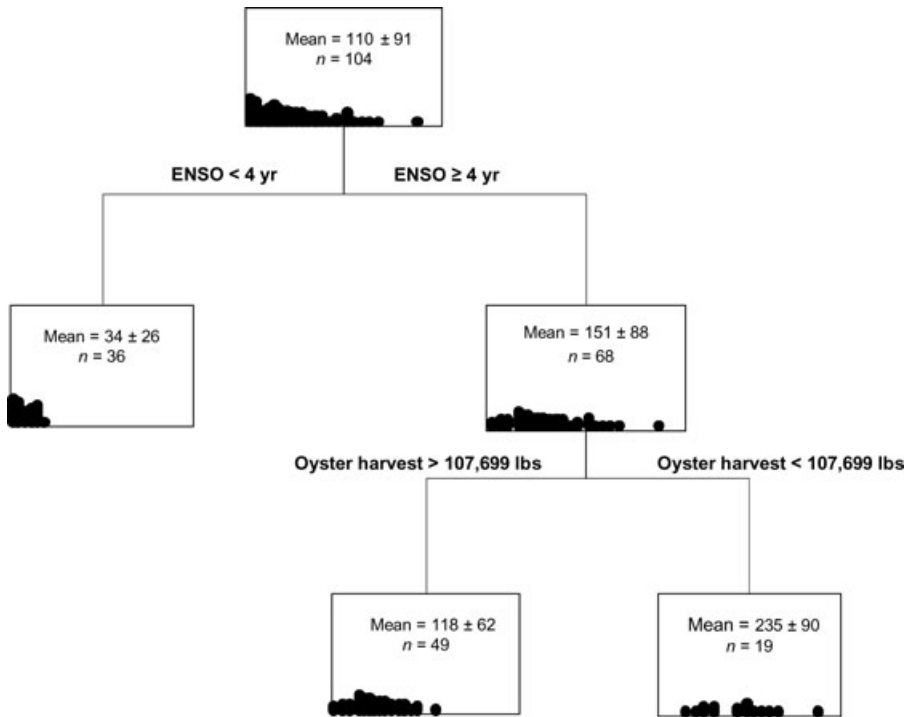 Mean = 110 ± 91
n = 104
ENSO < 4 yr
ENSO ≥ 4 yr
Mean = 34 ± 26
n = 36
Mean = 151 ± 88
n = 68
Oyster harvest > 107,699 lbs
Oyster harvest < 107,699 lbs
Mean = 118 ± 62
n = 49
Mean = 235 ± 90
n = 19